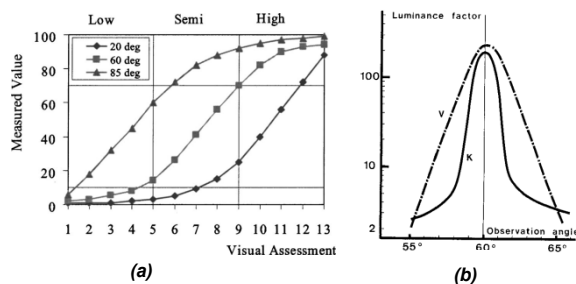 Low Semi High
100
80
60
40
20
0
Measured Value
20 deg
60 deg
85 deg
1 2 3 4 5 6 7 8 9 10 11 12 13
Visual Assessment
(a)
Luminance factor
100
10
2
V
K
Observation angle
55° 60° 65°
(b)